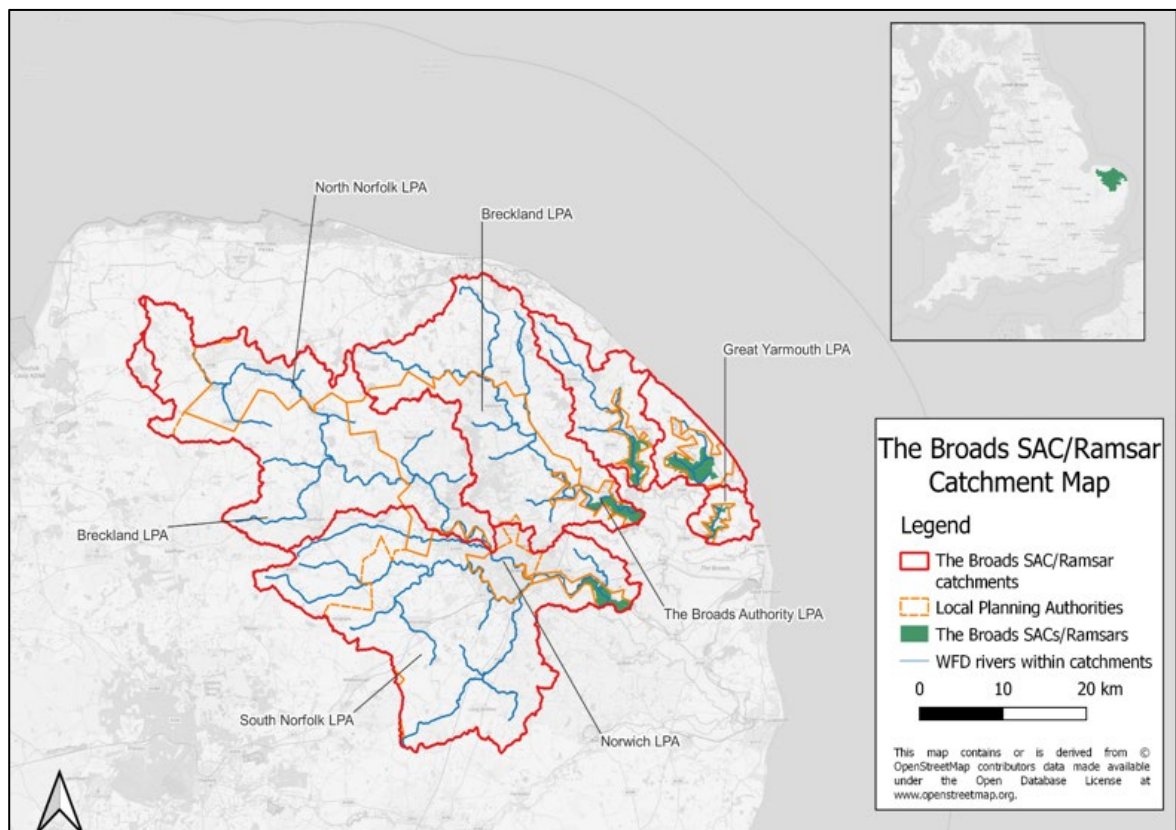 North Norfolk LPA
Breckland LPA
Great Yarmouth LPA
Breckland LPA
The Broads Authority LPA
South Norfolk LPA
Norwich LPA
The Broads SAC/Ramsar
Catchment Map
Legend
The Broads SAC/Ramsar
catchments
Local Planning Authorities
The Broads SACs/Ramsars
WFD rivers within catchments
0 10 20 km
This map contains or is derived from ©
OpenStreetMap contributors data made available
under the Open Database License at
www.openstreetmap.org.